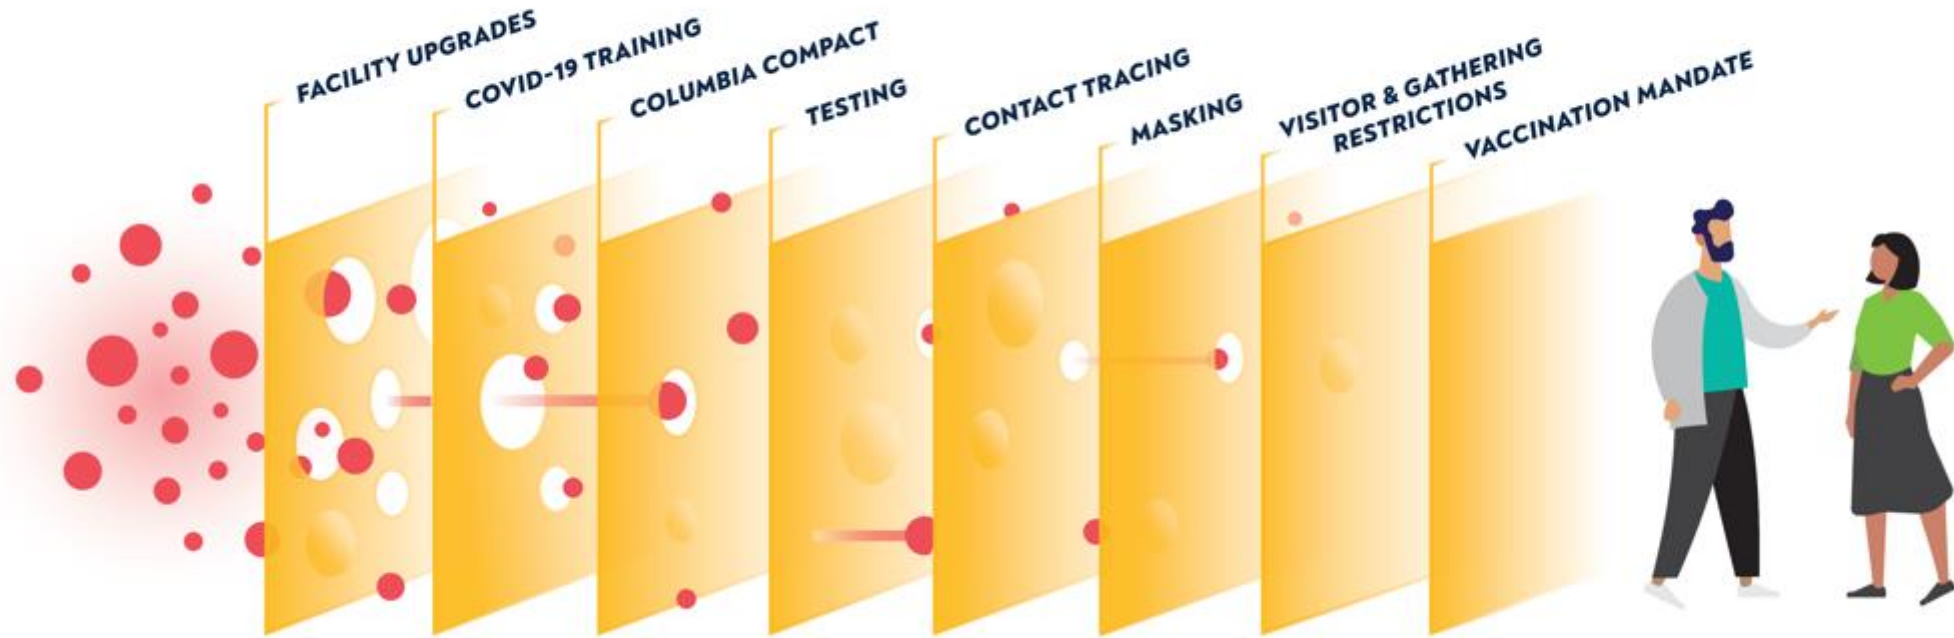 FACILITY UPGRADES
COVID-19 TRAINING
COLUMBIA COMPACT
TESTING
CONTACT TRACING
MASKING
VISITOR & GATHERING
RESTRICTIONS
VACCINATION MANDATE